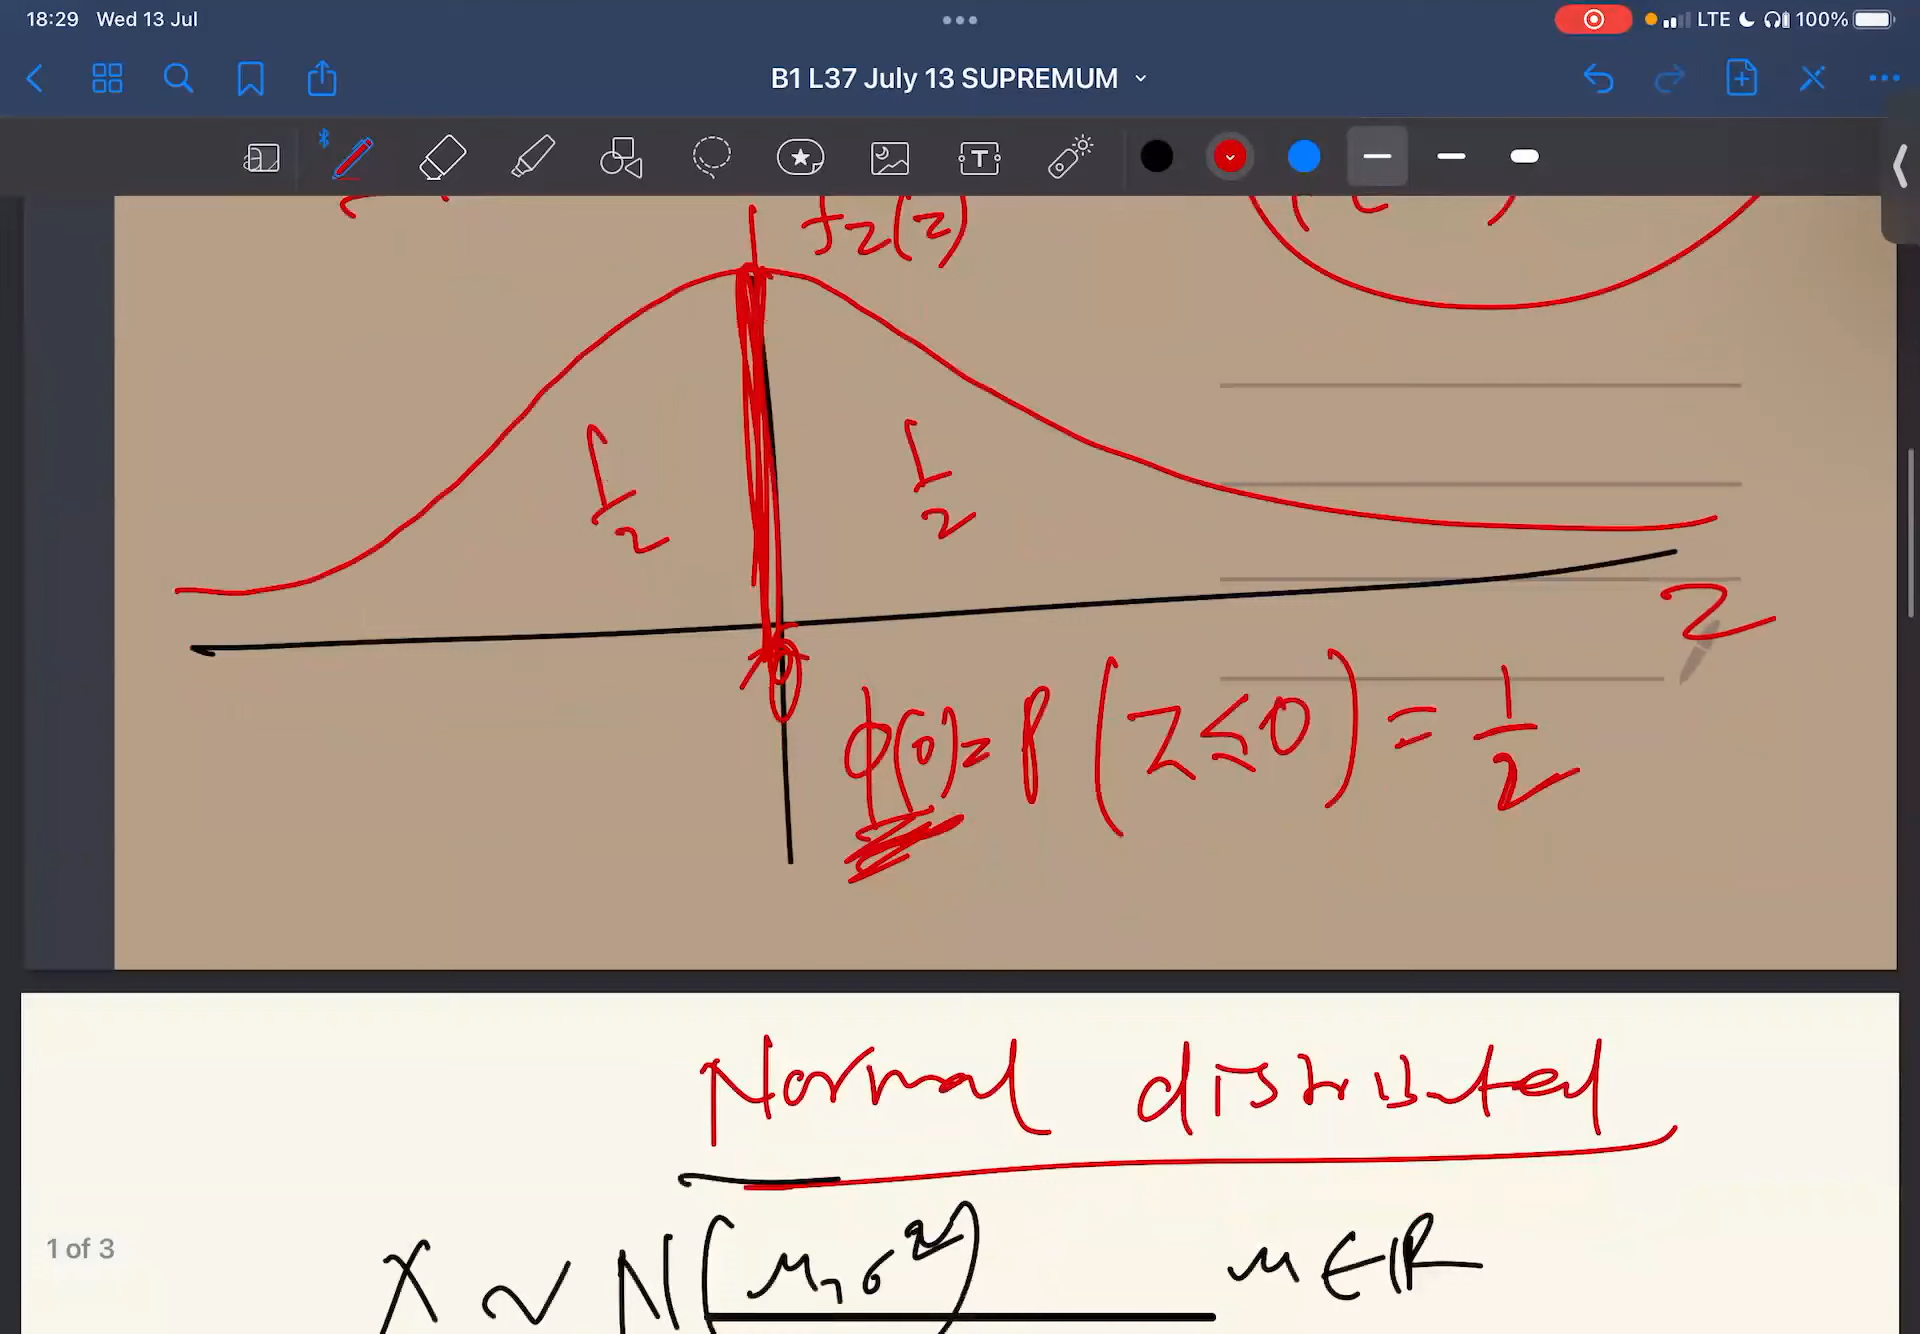 18:29 Wed 13 Jul
LTE 100%
B1 L37 July 13 SUPREMUM
T
f_Z(z)
1/2 1/2
Z
0
ϕ(0) = P(Z ≤ 0) = 1/2
Normal distributed
1 of 3
X ~ N(μ, σ²) μ ∈ ℝ